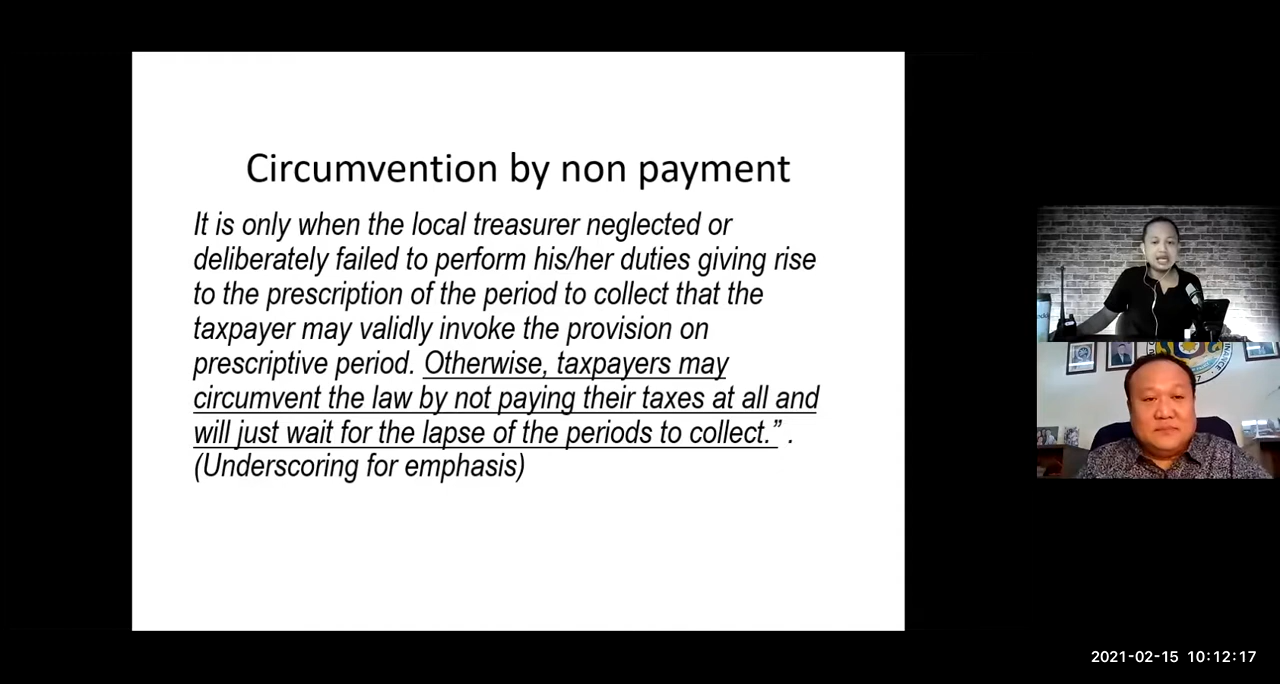 Circumvention by non payment
It is only when the local treasurer neglected or
deliberately failed to perform his/her duties giving rise
to the prescription of the period to collect that the
taxpayer may validly invoke the provision on
prescriptive period. Otherwise, taxpayers may
circumvent the law by not paying their taxes at all and
will just wait for the lapse of the periods to collect.” .
(Underscoring for emphasis)
2021-02-15 10:12:17